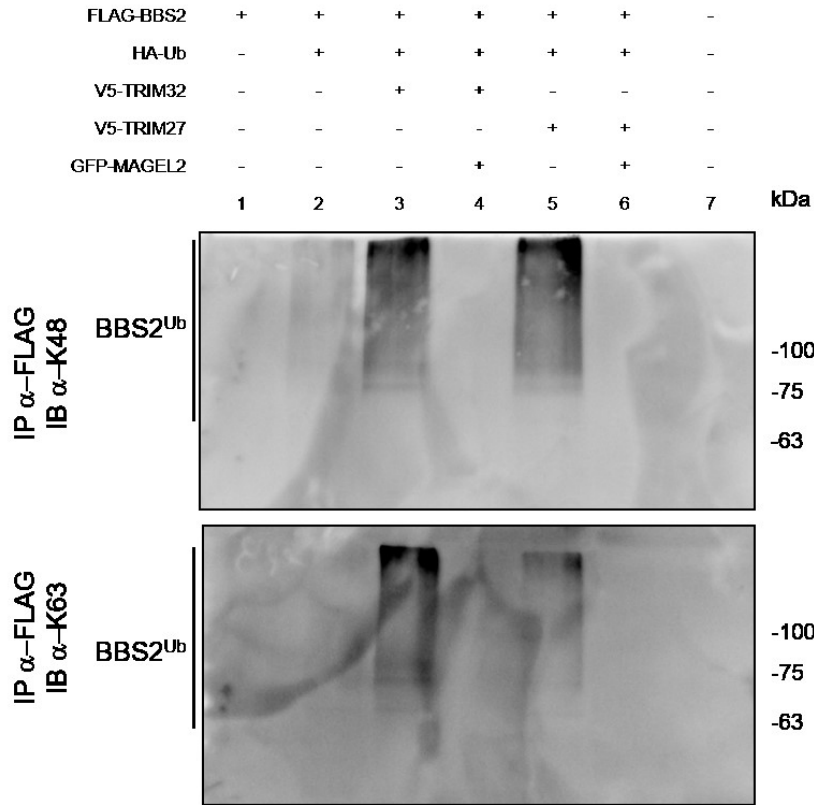 FLAG-BBS2 + + + + + + -
HA-Ub - + + + + + -
V5-TRIM32 - - + + - - -
V5-TRIM27 - - - - + + -
GFP-MAGEL2 - - - + - + -
1 2 3 4 5 6 7 kDa
IP α–FLAG
IB α–K48
BBS2Ub
-100
-75
-63
IP α–FLAG
IB α–K63
BBS2Ub
-100
-75
-63